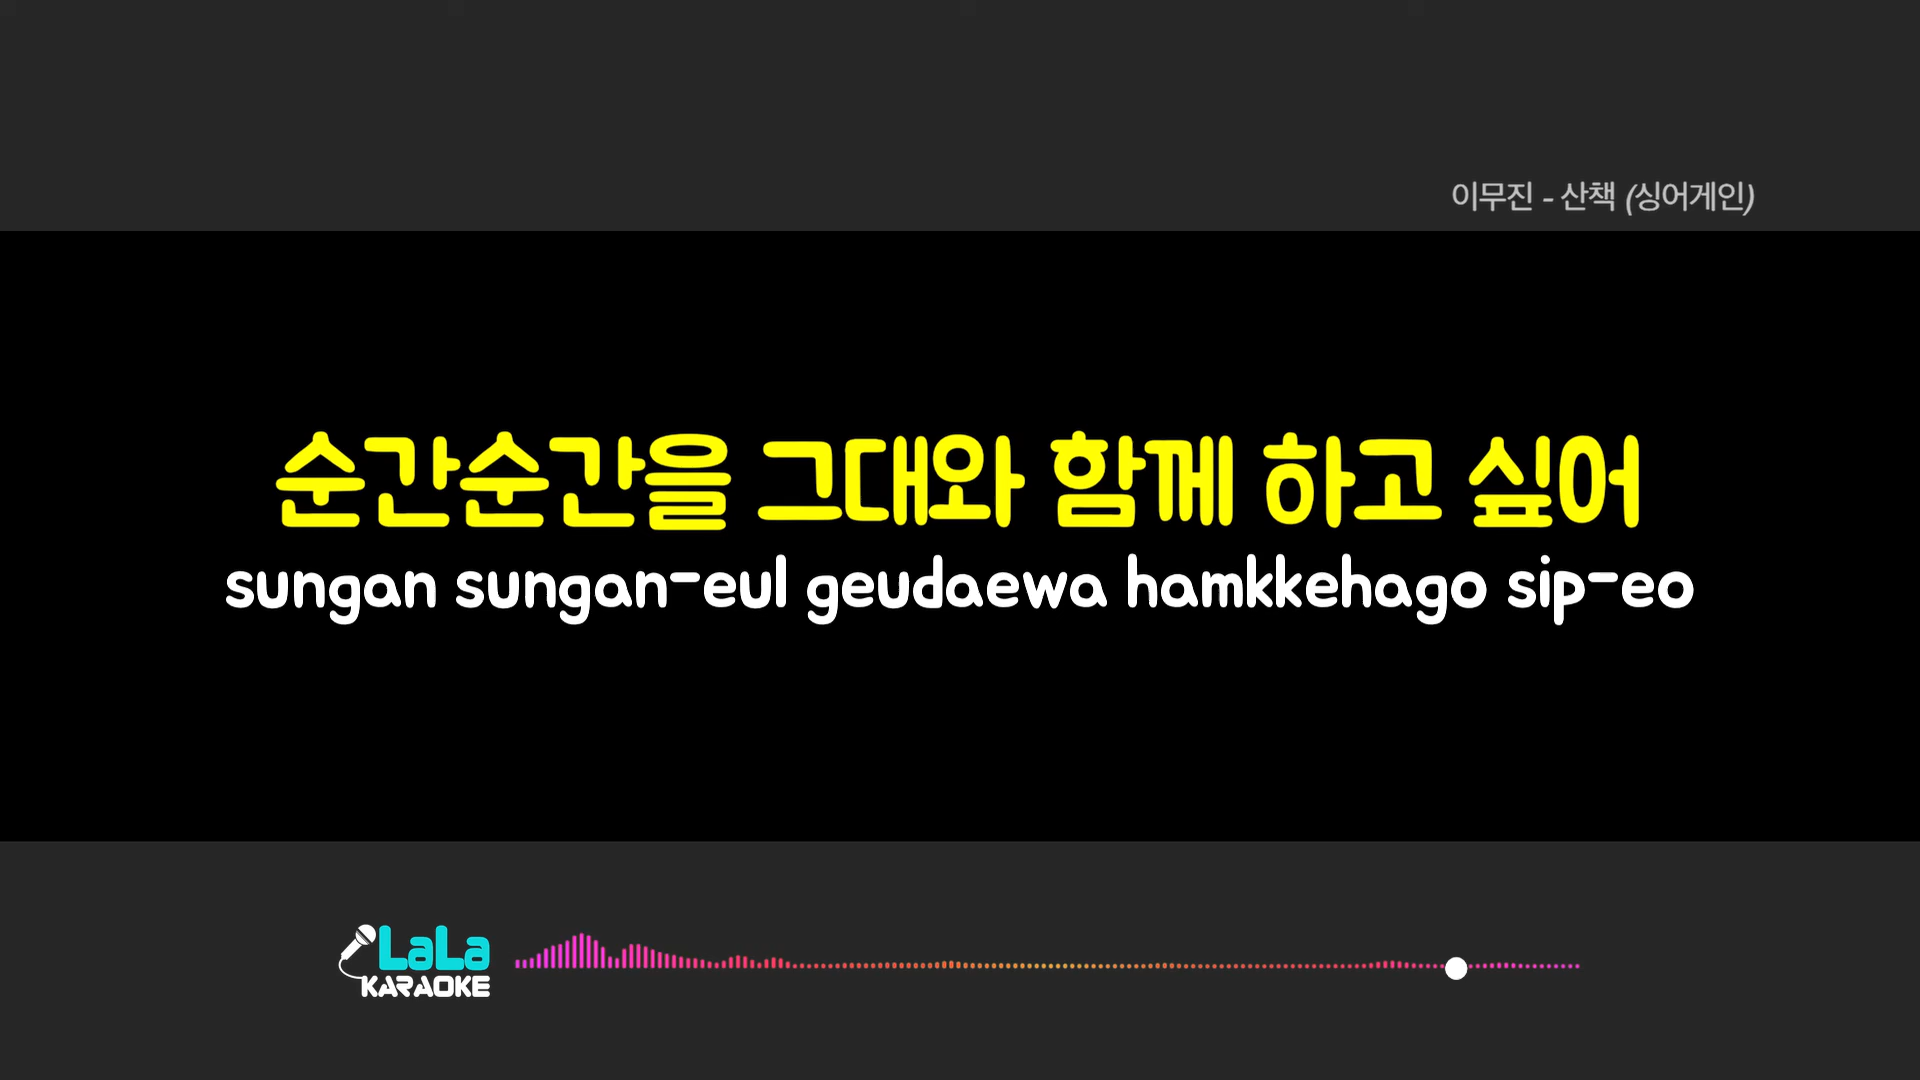 이무진 - 산책 (싱어게인)
순간순간을 그대와 함께 하고 싶어
sungan sungan-eul geudaewa hamkkehago sip-eo
LaLa
KARAOKE